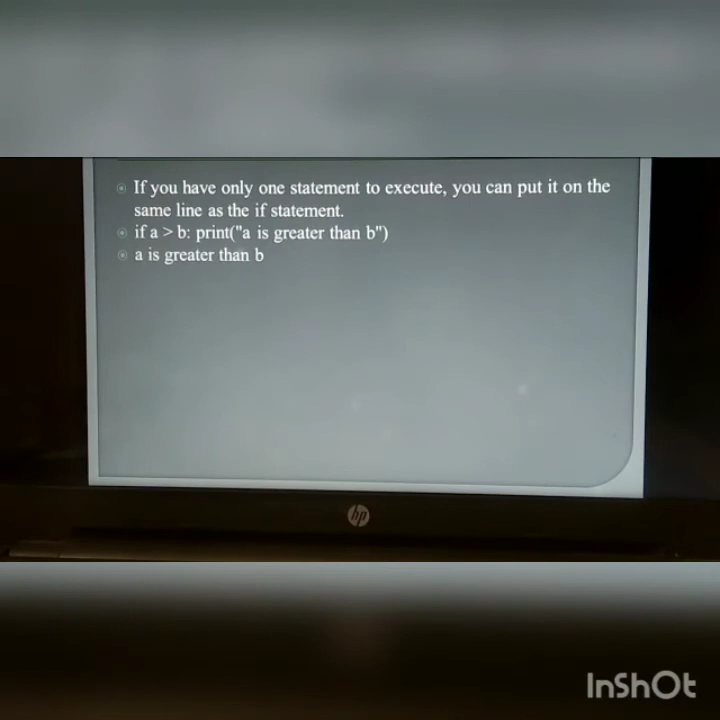 If you have only one statement to execute, you can put it on the
same line as the if statement.
if a > b: print("a is greater than b")
a is greater than b
hp
InShOt